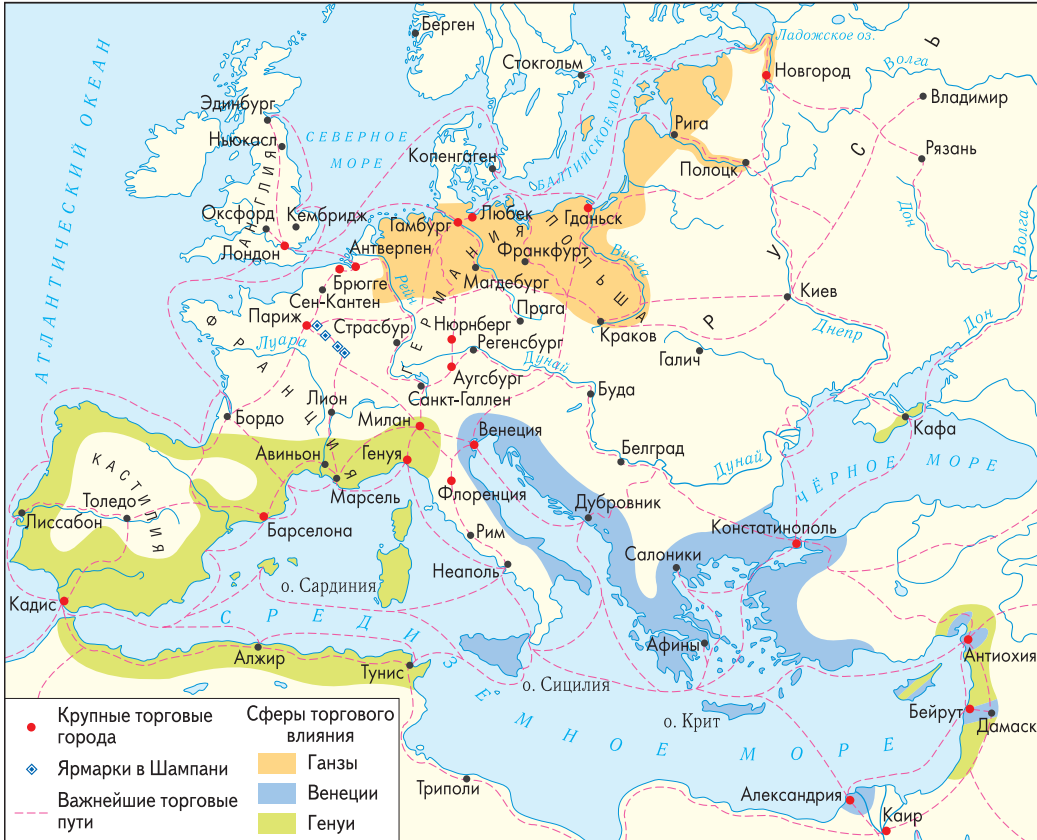 Берген
Ладожское оз.
Стокгольм
Новгород
Волга
Владимир
Эдинбург
Ньюкасл
СЕВЕРНОЕ
МОРЕ
Копенгаген
БАЛТИЙСКОЕ МОРЕ
Рига
Полоцк
Рязань
АТЛАНТИЧЕСКИЙ ОКЕАН
АНГЛИЯ
Оксфорд
Кембридж
Лондон
Гамбург
Любек
Гданьск
Дон
Волга
РУСЬ
Антверпен
Брюгге
Сен-Кантен
Рейн
ГЕРМАНИЯ
Франкфурт
Магдебург
ПОЛЬША
Висла
Киев
Днепр
Дон
Париж
Луара
Страсбур
Прага
Нюрнберг
Регенсбург
Краков
Галич
ФРАНЦИЯ
Аугсбург
Дунай
Санкт-Галлен
Буда
Бордо
Лион
Милан
Венеция
Кафа
Авиньон
Генуя
Белград
Дунай
ЧЁРНОЕ МОРЕ
КАСТИЛИЯ
Марсель
Флоренция
Толедо
Лиссабон
Барселона
Дубровник
Констатинополь
Рим
Салоники
Неаполь
о. Сардиния
Кадис
СРЕДИЗЕМНОЕ МОРЕ
Афины
Алжир
Тунис
Антиохия
о. Сицилия
о. Крит
Бейрут
Дамаск
Триполи
Александрия
Каир
Крупные торговые
города
Ярмарки в Шампани
Важнейшие торговые
пути
Сферы торгового
влияния
Ганзы
Венеции
Генуи